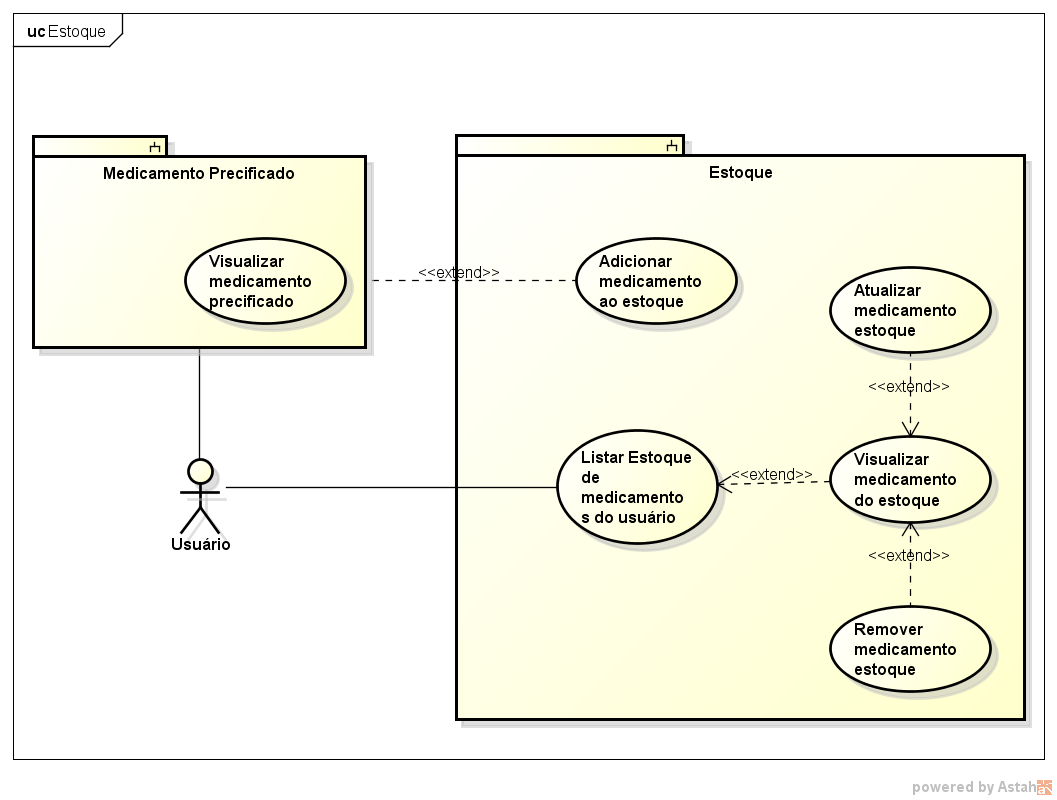 uc Estoque
Medicamento Precificado
Visualizar
medicamento
precificado
<<extend>>
Estoque
Adicionar
medicamento
ao estoque
Atualizar
medicamento
estoque
<<extend>>
Listar Estoque
de
medicamento
s do usuário
<<extend>>
Visualizar
medicamento
do estoque
<<extend>>
Remover
medicamento
estoque
Usuário
powered by Astah